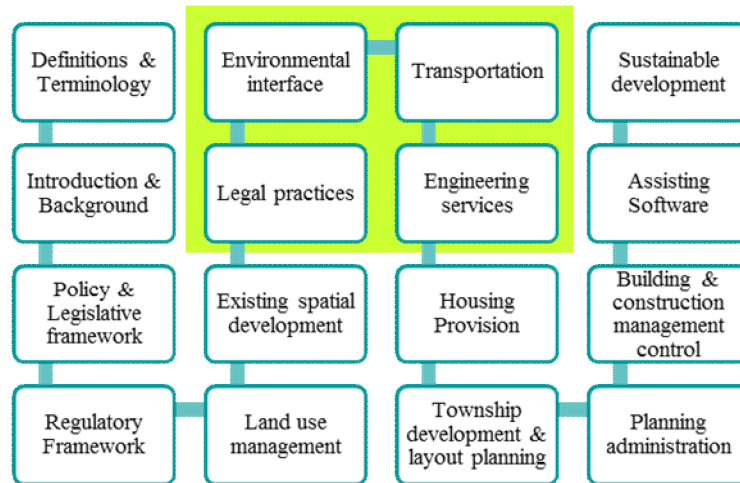 Definitions &
Terminology
Environmental
interface
Transportation
Sustainable
development
Introduction &
Background
Legal practices
Engineering
services
Assisting
Software
Policy &
Legislative
framework
Existing spatial
development
Housing
Provision
Building &
construction
management
control
Regulatory
Framework
Land use
management
Township
development &
layout planning
Planning
administration